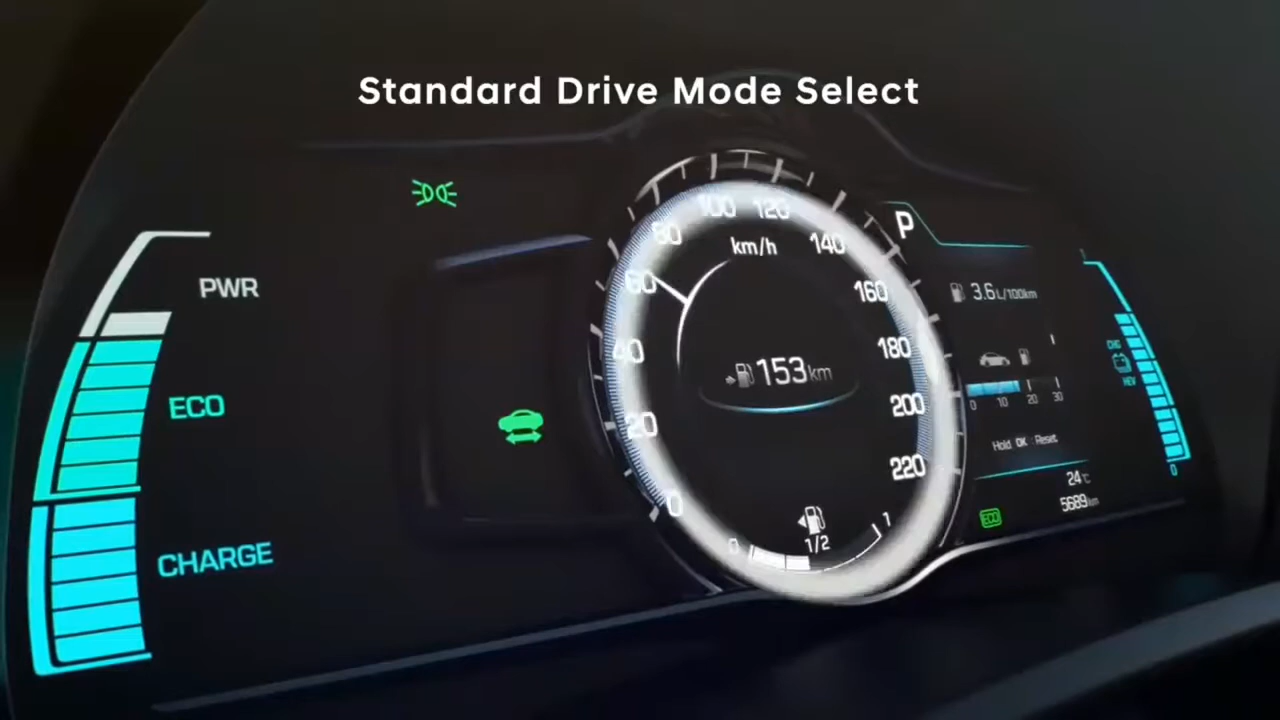 Standard Drive Mode Select
PWR
ECO
CHARGE
0
20
40
60
80
100
120
140
160
180
200
220
km/h
153km
0
1/2
1
P
3.6L/100km
0 10 20 30
Hold OK : Reset
24℃
5689km
ECO
CHG
HEV
0